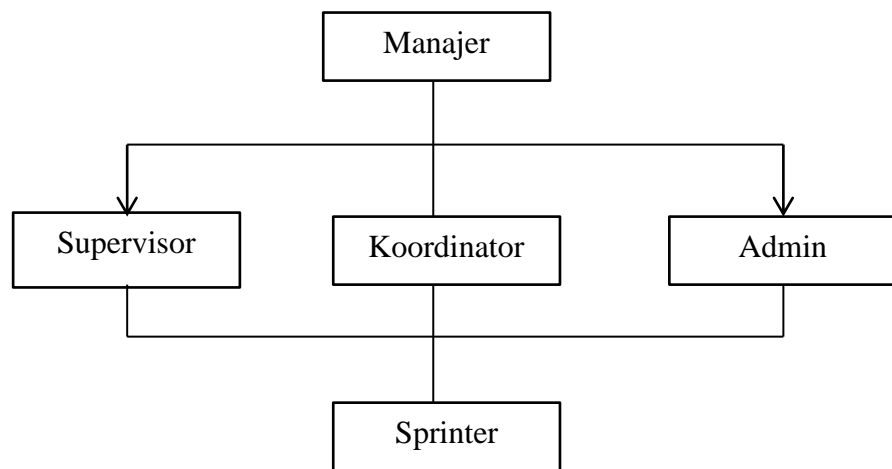 Manajer
Supervisor
Koordinator
Admin
Sprinter